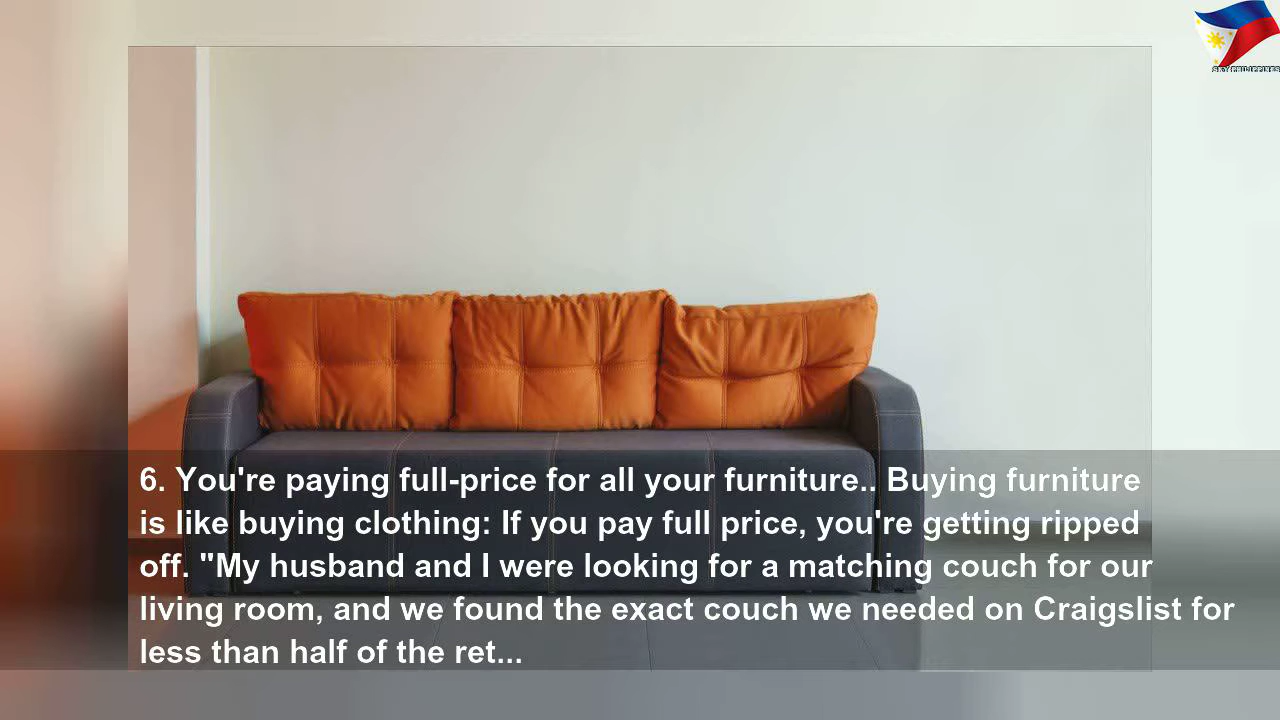 SKYPHILIPPINES
6. You're paying full-price for all your furniture.. Buying furniture
is like buying clothing: If you pay full price, you're getting ripped
off. "My husband and I were looking for a matching couch for our
living room, and we found the exact couch we needed on Craigslist for
less than half of the ret...